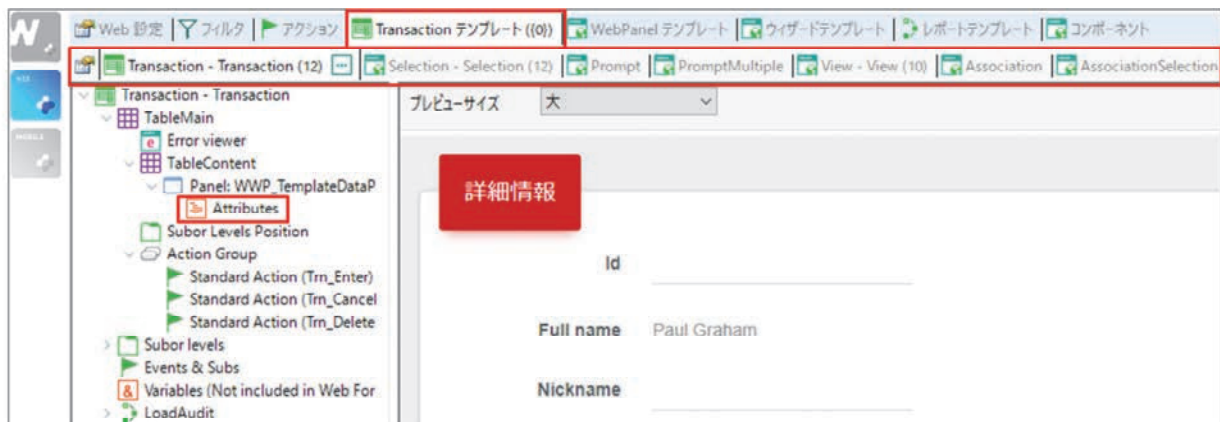 Web 設定 フィルタ アクション Transaction テンプレート ({0}) WebPanel テンプレート ウィザードテンプレート レポートテンプレート コンポーネント
Transaction - Transaction (12) Selection - Selection (12) Prompt PromptMultiple View - View (10) Association AssociationSelection
Transaction - Transaction
TableMain
Error viewer
TableContent
Panel: WWP_TemplateDataP
Attributes
Subor Levels Position
Action Group
Standard Action (Trn_Enter)
Standard Action (Trn_Cancel
Standard Action (Trn_Delete
Subor levels
Events & Subs
Variables (Not included in Web For
LoadAudit
プレビューサイズ 大
詳細情報
Id
Full name Paul Graham
Nickname